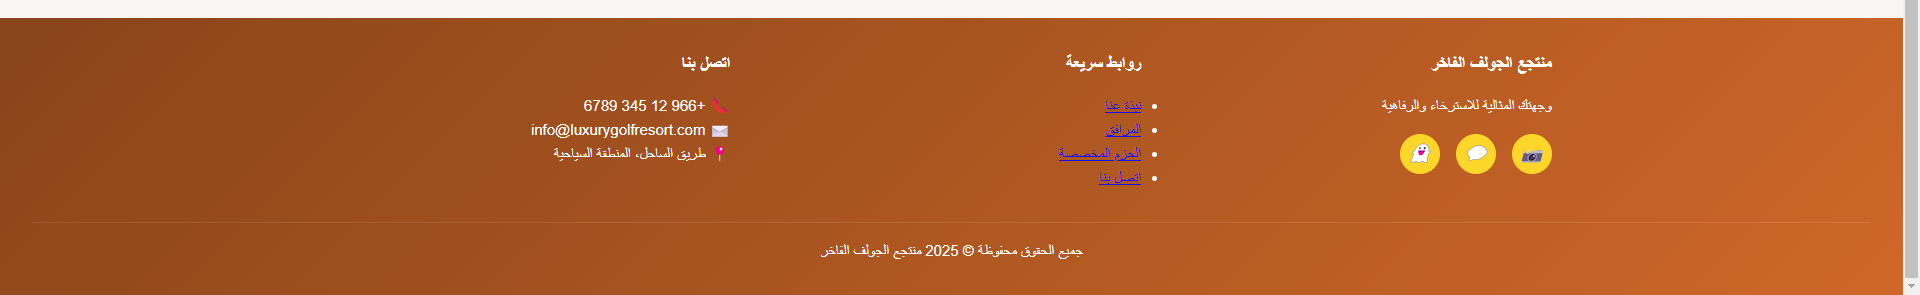 منتجع الجولف الفاخر
وجهتك المثالية للاسترخاء والرفاهية
روابط سريعة
نبذة عنا
المرافق
الحزم المخصصة
اتصل بنا
اتصل بنا
+966 12 345 6789
info@luxurygolfresort.com
طريق الساحل، المنطقة السياحية
جميع الحقوق محفوظة © 2025 منتجع الجولف الفاخر